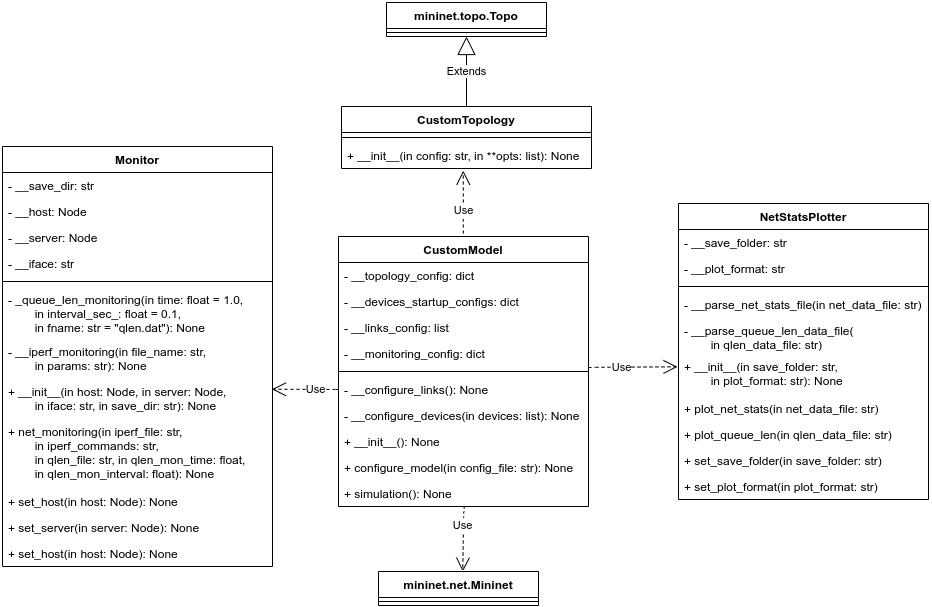 mininet.topo.Topo
Extends
CustomTopology
+ __init__(in config: str, in **opts: list): None
Use
Monitor
- __save_dir: str
- __host: Node
- __server: Node
- __iface: str
- _queue_len_monitoring(in time: float = 1.0,
in interval_sec_: float = 0.1,
in fname: str = "qlen.dat"): None
- __iperf_monitoring(in file_name: str,
in params: str): None
+ __init__(in host: Node, in server: Node,
in iface: str, in save_dir: str): None
+ net_monitoring(in iperf_file: str,
in iperf_commands: str,
in qlen_file: str, in qlen_mon_time: float,
in qlen_mon_interval: float): None
+ set_host(in host: Node): None
+ set_server(in server: Node): None
+ set_host(in host: Node): None
Use
CustomModel
- __topology_config: dict
- __devices_startup_configs: dict
- __links_config: list
- __monitoring_config: dict
- __configure_links(): None
- __configure_devices(in devices: list): None
+ __init__(): None
+ configure_model(in config_file: str): None
+ simulation(): None
Use
NetStatsPlotter
- __save_folder: str
- __plot_format: str
- __parse_net_stats_file(in net_data_file: str)
- __parse_queue_len_data_file(
in qlen_data_file: str)
+ __init__(in save_folder: str,
in plot_format: str): None
+ plot_net_stats(in net_data_file: str)
+ plot_queue_len(in qlen_data_file: str)
+ set_save_folder(in save_folder: str)
+ set_plot_format(in plot_format: str)
Use
mininet.net.Mininet